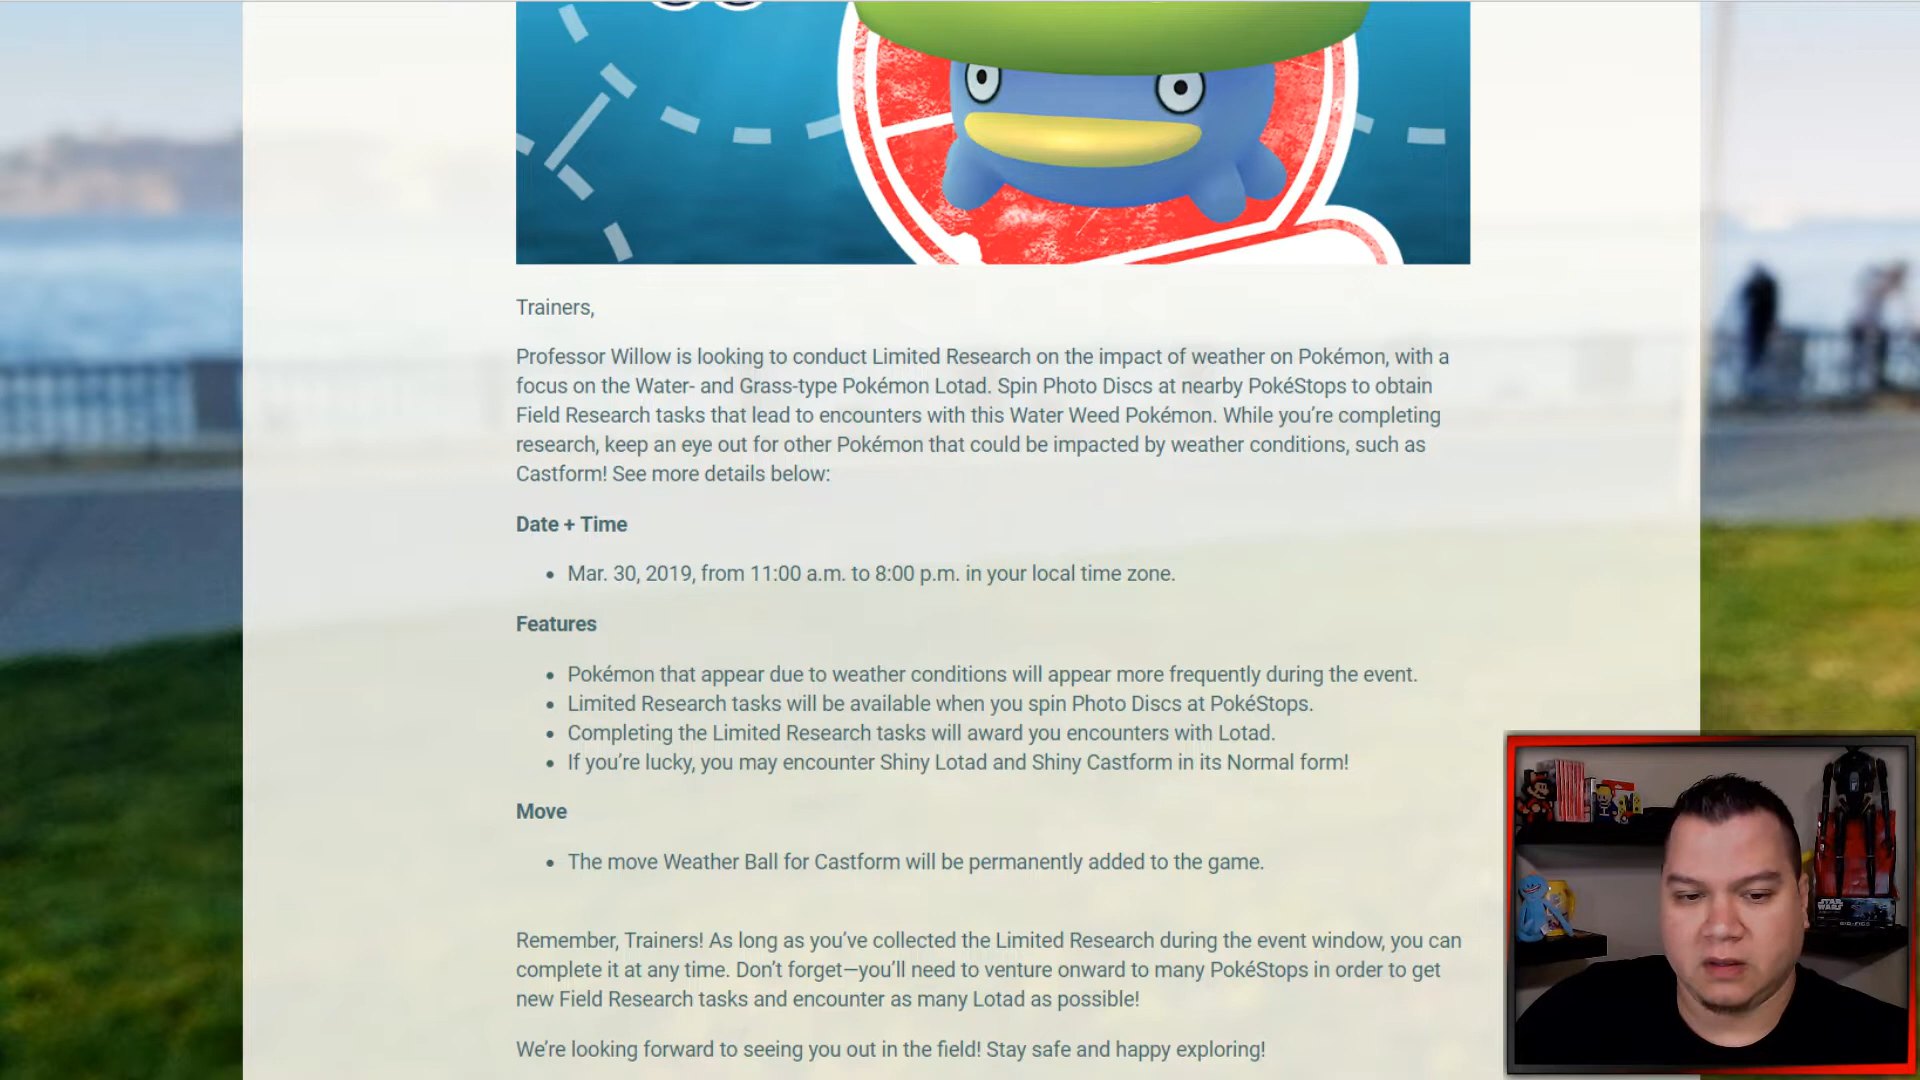 Trainers,
Professor Willow is looking to conduct Limited Research on the impact of weather on Pokémon, with a
focus on the Water- and Grass-type Pokémon Lotad. Spin Photo Discs at nearby PokéStops to obtain
Field Research tasks that lead to encounters with this Water Weed Pokémon. While you’re completing
research, keep an eye out for other Pokémon that could be impacted by weather conditions, such as
Castform! See more details below:
Date + Time
• Mar. 30, 2019, from 11:00 a.m. to 8:00 p.m. in your local time zone.
Features
• Pokémon that appear due to weather conditions will appear more frequently during the event.
• Limited Research tasks will be available when you spin Photo Discs at PokéStops.
• Completing the Limited Research tasks will award you encounters with Lotad.
• If you’re lucky, you may encounter Shiny Lotad and Shiny Castform in its Normal form!
Move
• The move Weather Ball for Castform will be permanently added to the game.
Remember, Trainers! As long as you’ve collected the Limited Research during the event window, you can
complete it at any time. Don’t forget—you’ll need to venture onward to many PokéStops in order to get
new Field Research tasks and encounter as many Lotad as possible!
We’re looking forward to seeing you out in the field! Stay safe and happy exploring!
STAR
WARS